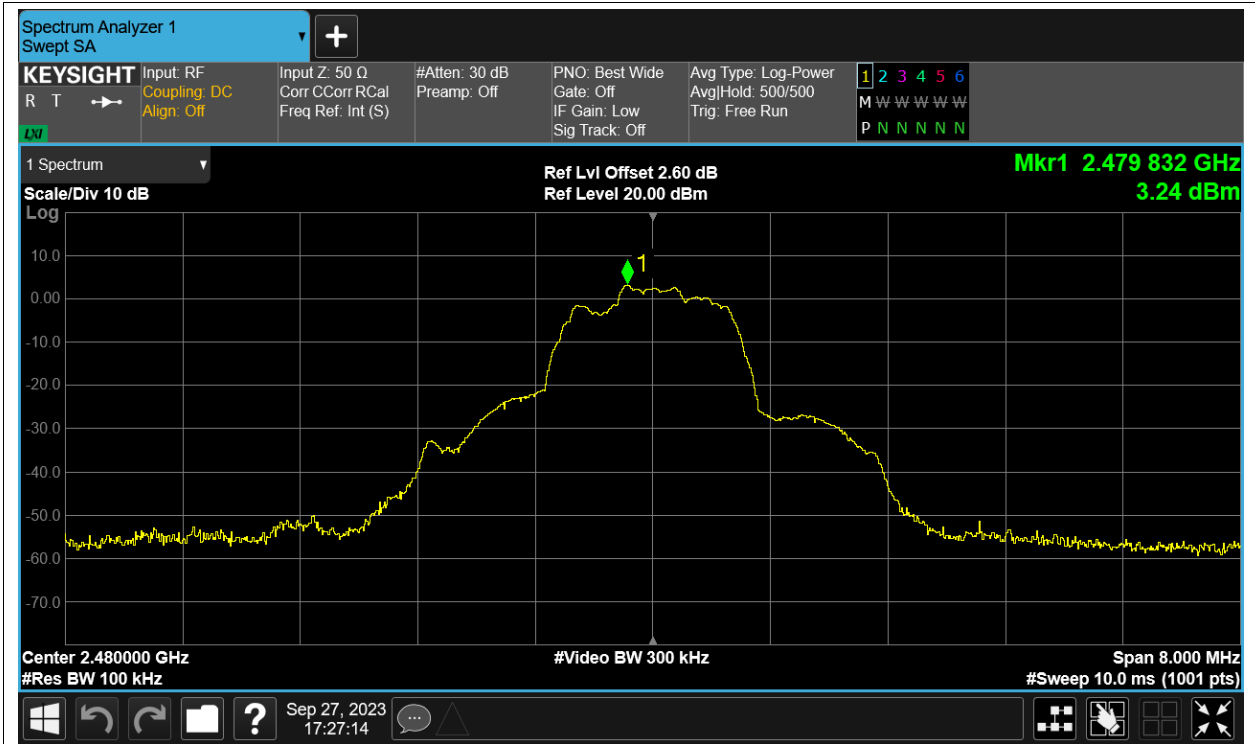 Spectrum Analyzer 1
Swept SA
KEYSIGHT
R T
LXI
Input: RF
Coupling: DC
Align: Off
Input Z: 50 Ω
Corr CCorr RCal
Freq Ref: Int (S)
#Atten: 30 dB
Preamp: Off
PNO: Best Wide
Gate: Off
IF Gain: Low
Sig Track: Off
Avg Type: Log-Power
Avg|Hold: 500/500
Trig: Free Run
1 2 3 4 5 6
M W W W W W
P N N N N N
1 Spectrum
Scale/Div 10 dB
Log
Ref Lvl Offset 2.60 dB
Ref Level 20.00 dBm
Mkr1 2.479 832 GHz
3.24 dBm
1
10.0
0.00
-10.0
-20.0
-30.0
-40.0
-50.0
-60.0
-70.0
Center 2.480000 GHz
#Res BW 100 kHz
#Video BW 300 kHz
Span 8.000 MHz
#Sweep 10.0 ms (1001 pts)
?
Sep 27, 2023
17:27:14